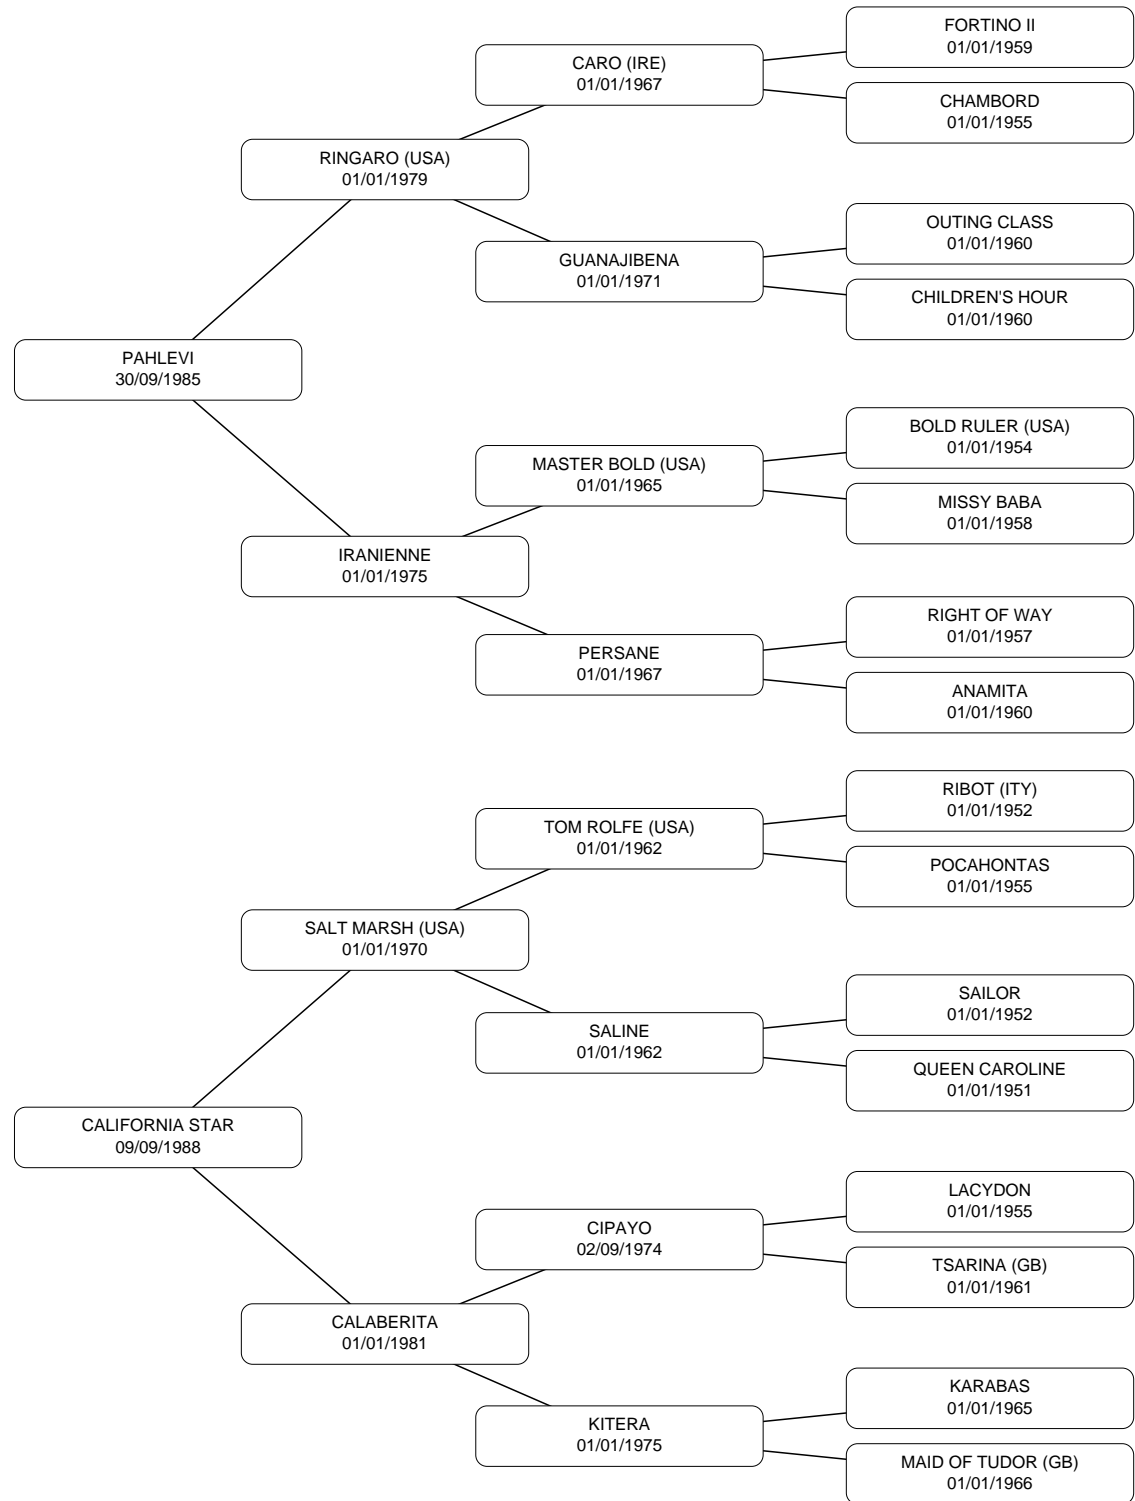 FORTINO II
01/01/1959
CARO (IRE)
01/01/1967
CHAMBORD
01/01/1955
RINGARO (USA)
01/01/1979
OUTING CLASS
01/01/1960
GUANAJIBENA
01/01/1971
CHILDREN'S HOUR
01/01/1960
PAHLEVI
30/09/1985
BOLD RULER (USA)
01/01/1954
MASTER BOLD (USA)
01/01/1965
MISSY BABA
01/01/1958
IRANIENNE
01/01/1975
RIGHT OF WAY
01/01/1957
PERSANE
01/01/1967
ANAMITA
01/01/1960
RIBOT (ITY)
01/01/1952
TOM ROLFE (USA)
01/01/1962
POCAHONTAS
01/01/1955
SALT MARSH (USA)
01/01/1970
SAILOR
01/01/1952
SALINE
01/01/1962
QUEEN CAROLINE
01/01/1951
CALIFORNIA STAR
09/09/1988
LACYDON
01/01/1955
CIPAYO
02/09/1974
TSARINA (GB)
01/01/1961
CALABERITA
01/01/1981
KARABAS
01/01/1965
KITERA
01/01/1975
MAID OF TUDOR (GB)
01/01/1966